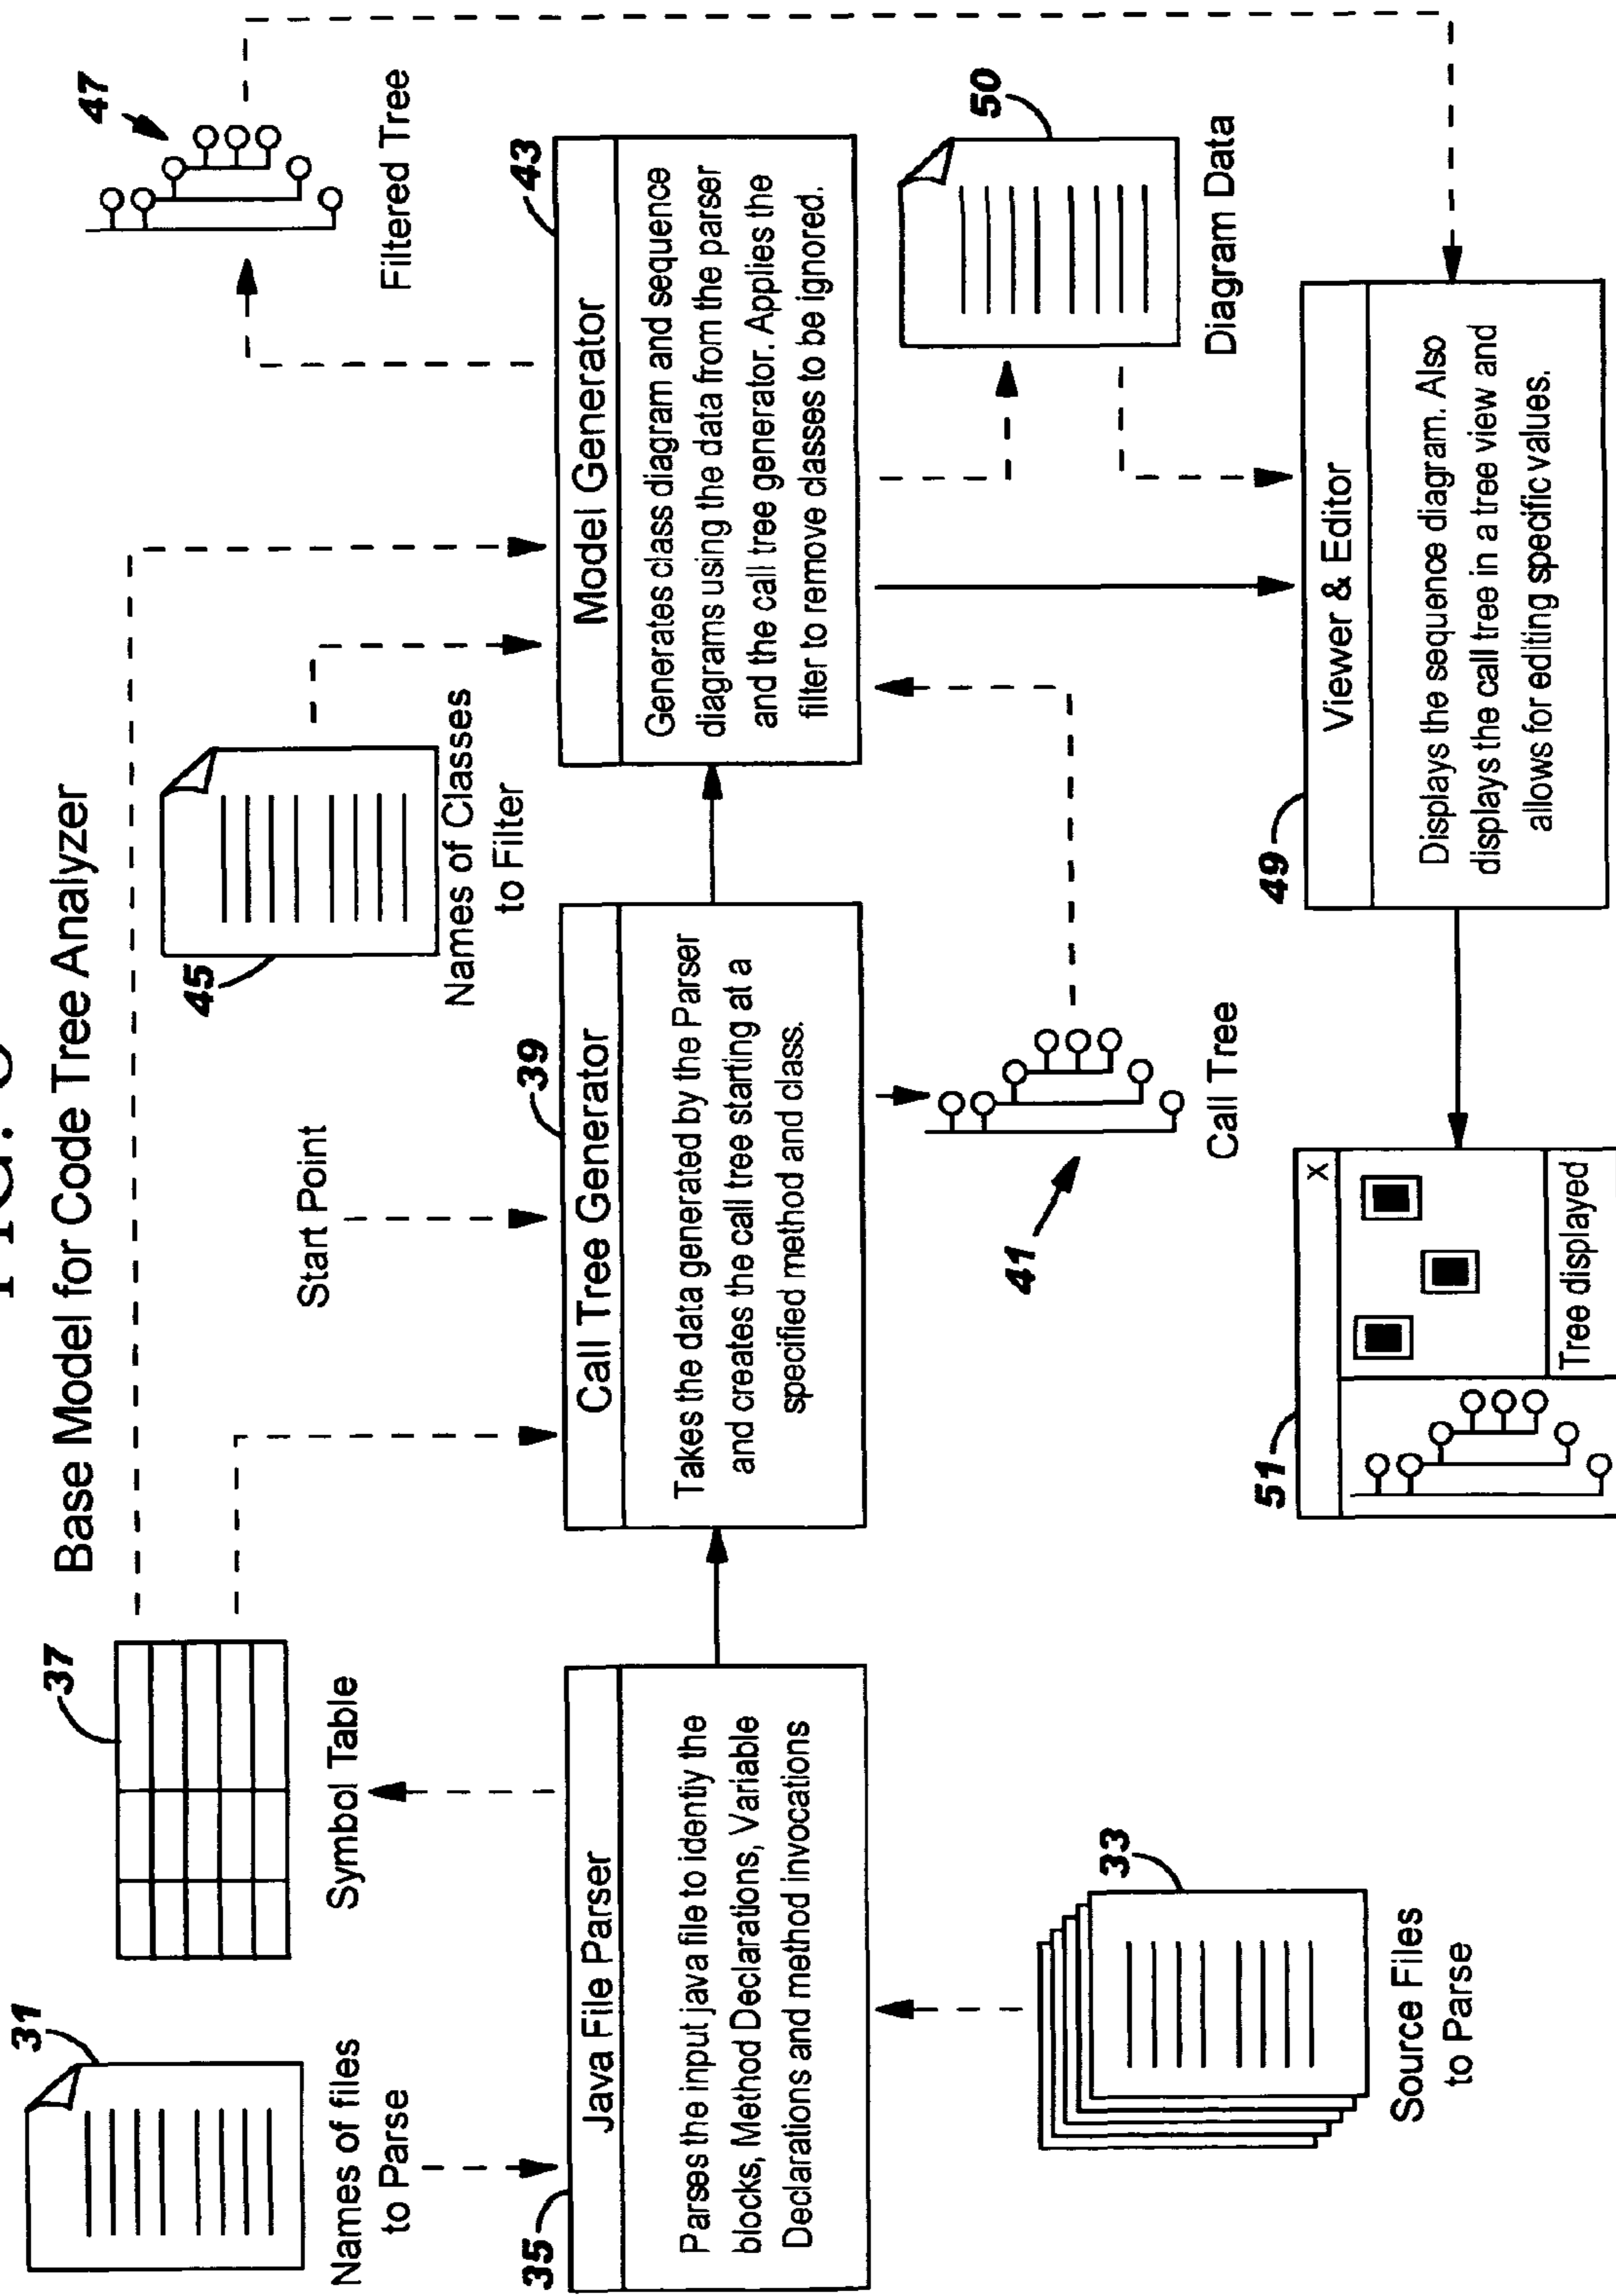 Base Model for Code Tree Analyzer
31
Names of files
to Parse
37
Symbol Table
Start Point
45
Names of Classes
to Filter
47
Filtered Tree
35
Java File Parser
Parses the input java file to identiy the
blocks, Method Declarations, Variable
Declarations and method invocations
39
Call Tree Generator
Takes the data generated by the Parser
and creates the call tree starting at a
specified method and class.
43
Model Generator
Generates class diagram and sequence
diagrams using the data from the parser
and the call tree generator. Applies the
filter to remove classes to be ignored.
33
Source Files
to Parse
41
Call Tree
50
Diagram Data
51
X
Tree displayed
49
Viewer & Editor
Displays the sequence diagram. Also
displays the call tree in a tree view and
allows for editing specific values.